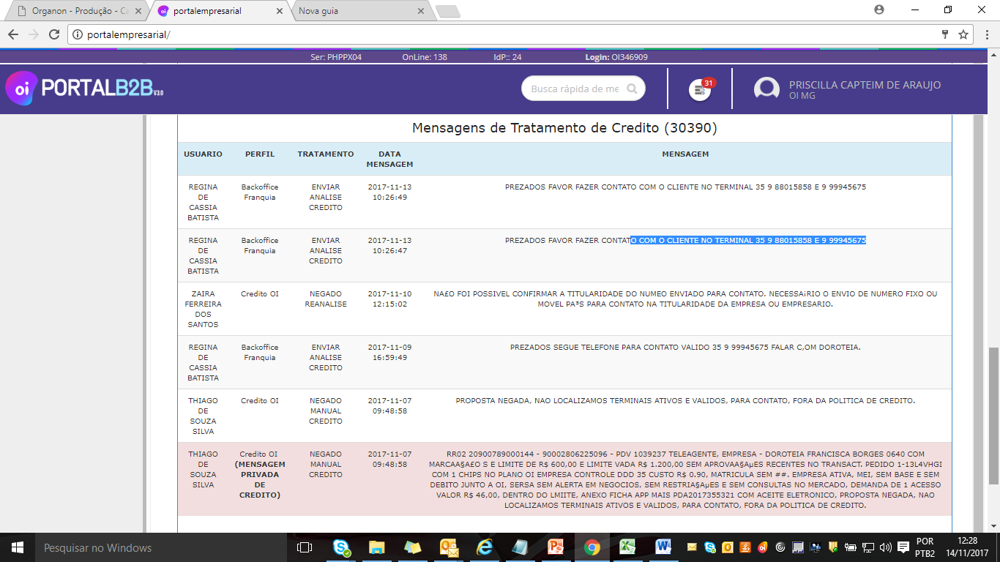 Organon - Produção - Ca
portalempresarial
Nova guia
portalempresarial/
Ser: PHPPX04 OnLine: 138 IdP:: 24 Login: OI346909
oi PORTALB2B V3.0
Busca rápida de me
31
PRISCILLA CAPTEIM DE ARAUJO
OI MG
Mensagens de Tratamento de Credito (30390)
USUARIO PERFIL TRATAMENTO DATA MENSAGEM
MENSAGEM
REGINA DE CASSIA BATISTA
Backoffice Franquia
ENVIAR ANALISE CREDITO
2017-11-13 10:26:49
PREZADOS FAVOR FAZER CONTATO COM O CLIENTE NO TERMINAL 35 9 88015858 E 9 99945675
REGINA DE CASSIA BATISTA
Backoffice Franquia
ENVIAR ANALISE CREDITO
2017-11-13 10:26:47
PREZADOS FAVOR FAZER CONTATO COM O CLIENTE NO TERMINAL 35 9 88015858 E 9 99945675
ZAIRA FERREIRA DOS SANTOS
Credito OI
NEGADO REANALISE
2017-11-10 12:15:02
NA£O FOI POSSIVEL CONFIRMAR A TITULARIDADE DO NUMEO ENVIADO PARA CONTATO. NECESSA¡RIO O ENVIO DE NUMERO FIXO OU
MOVEL PAªS PARA CONTATO NA TITULARIDADE DA EMPRESA OU EMPRESARIO.
REGINA DE CASSIA BATISTA
Backoffice Franquia
ENVIAR ANALISE CREDITO
2017-11-09 16:59:49
PREZADOS SEGUE TELEFONE PARA CONTATO VALIDO 35 9 99945675 FALAR C,OM DOROTEIA.
THIAGO DE SOUZA SILVA
Credito OI
NEGADO MANUAL CREDITO
2017-11-07 09:48:58
PROPOSTA NEGADA, NAO LOCALIZAMOS TERMINAIS ATIVOS E VALIDOS, PARA CONTATO, FORA DA POLITICA DE CREDITO.
THIAGO DE SOUZA SILVA
Credito OI (MENSAGEM PRIVADA DE CREDITO)
NEGADO MANUAL CREDITO
2017-11-07 09:48:58
RR02 20900789000144 - 90002806225096 - PDV 1039237 TELEAGENTE, EMPRESA - DOROTEIA FRANCISCA BORGES 0640 COM
MARCAA§A£O S E LIMITE DE R$ 600,00 E LIMITE VADA R$ 1.200,00 SEM APROVAA§AµES RECENTES NO TRANSACT. PEDIDO 1-13L4VHGI
COM 1 CHIPS NO PLANO OI EMPRESA CONTROLE DDD 35 CUSTO R$ 0.90, MATRICULA SEM ##. EMPRESA ATIVA, MEI, SEM BASE E SEM
DEBITO JUNTO A OI, SERSA SEM ALERTA EM NEGOCIOS, SEM RESTRIA§AµES E SEM CONSULTAS NO MERCADO, DEMANDA DE 1 ACESSO
VALOR R$ 46,00, DENTRO DO LMIITE, ANEXO FICHA APP MAIS PDA2017355321 COM ACEITE ELETRONICO, PROPOSTA NEGADA, NAO
LOCALIZAMOS TERMINAIS ATIVOS E VALIDOS, PARA CONTATO, FORA DA POLITICA DE CREDITO.
Pesquisar no Windows
POR
PTB2
12:28
14/11/2017